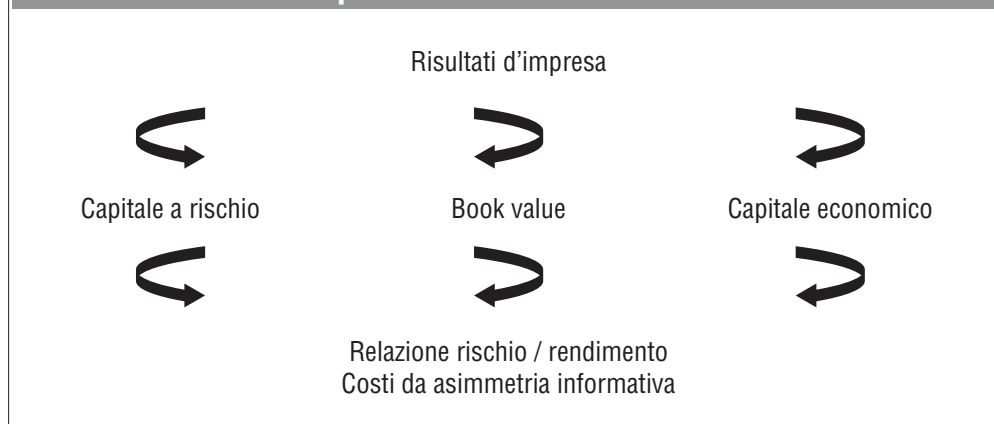 Risultati d’impresa
Capitale a rischio Book value Capitale economico
Relazione rischio / rendimento
Costi da asimmetria informativa